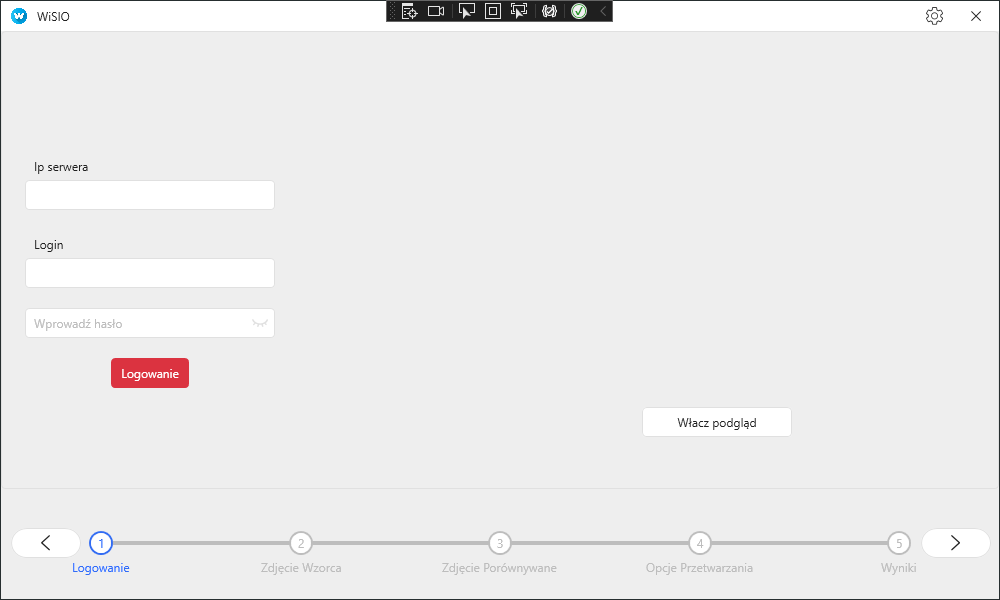 WiSIO
Ip serwera
Login
Wprowadź hasło
Logowanie
Włacz podgląd
1
2
3
4
5
Logowanie
Zdjęcie Wzorca
Zdjęcie Porównywane
Opcje Przetwarzania
Wyniki